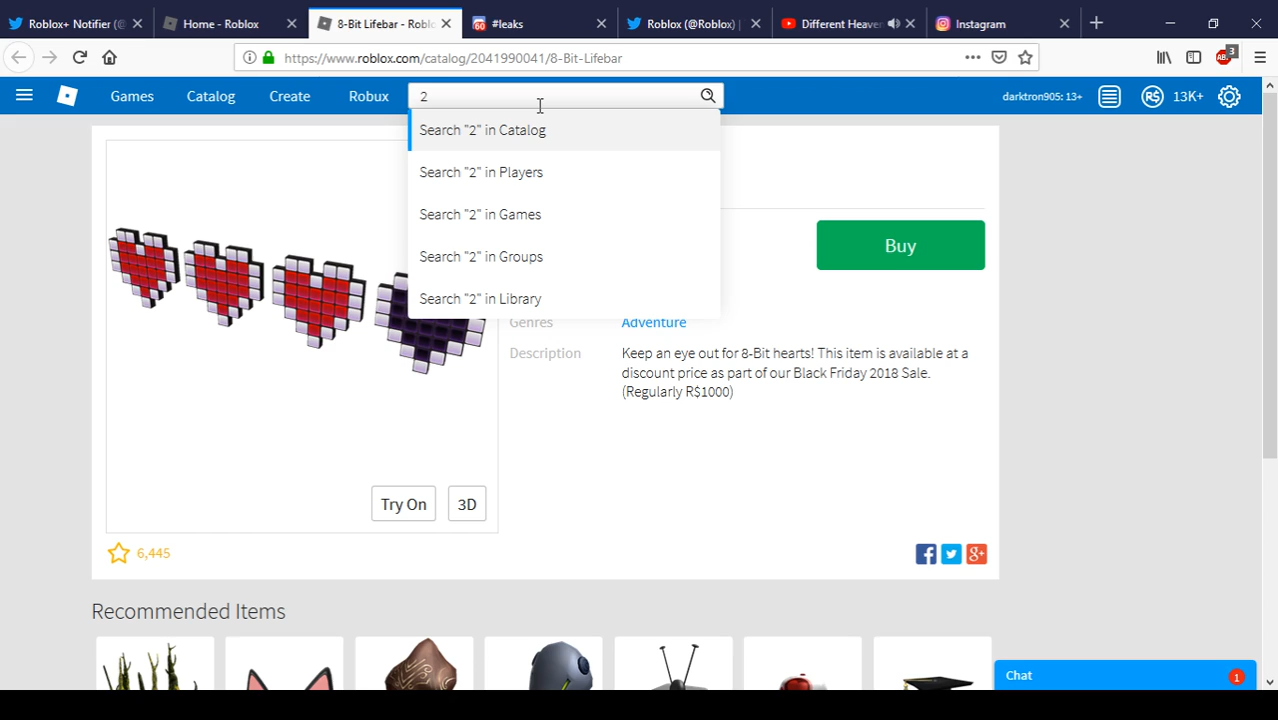 Roblox+ Notifier (@
Home - Roblox
8-Bit Lifebar - Roblo
60
#leaks
Roblox (@Roblox) |
Different Heaven
Instagram
https://www.roblox.com/catalog/2041990041/8-Bit-Lifebar
3
Games
Catalog
Create
Robux
2
darktron905: 13+
R$
13K+
Search "2" in Catalog
Search "2" in Players
Search "2" in Games
Search "2" in Groups
Search "2" in Library
Buy
Genres
Adventure
Description
Keep an eye out for 8-Bit hearts! This item is available at a
discount price as part of our Black Friday 2018 Sale.
(Regularly R$1000)
Try On
3D
6,445
Recommended Items
Chat
1